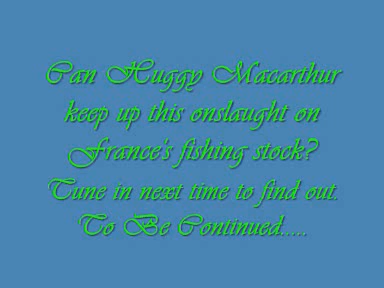 Can Huggy Macarthur
keep up this onslaught on
France's fishing stock?
Tune in next time to find out.
To Be Continued.....